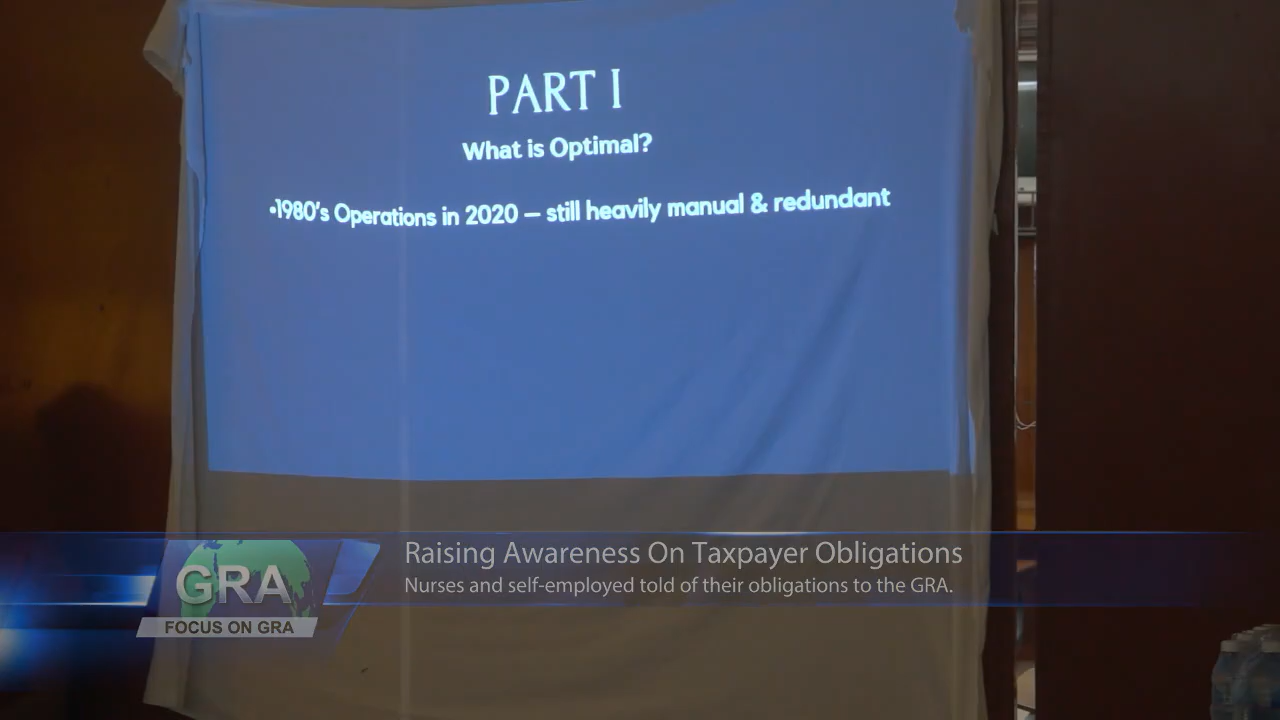 PART I
What is Optimal?
•1980's Operations in 2020 – still heavily manual & redundant
Raising Awareness On Taxpayer Obligations
Nurses and self-employed told of their obligations to the GRA.
GRA
FOCUS ON GRA